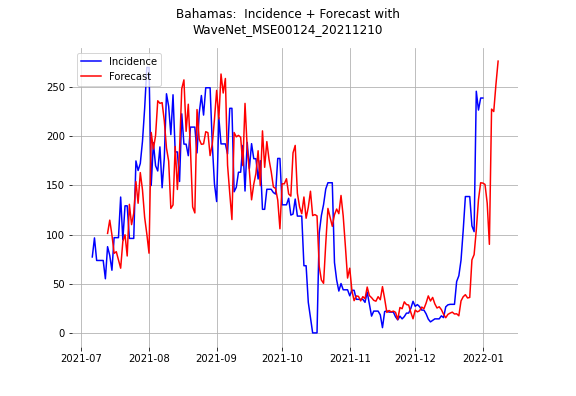 Bahamas:  Incidence + Forecast with
WaveNet_MSE00124_20211210
Incidence
Forecast
250
200
150
100
50
0
2021-07 2021-08 2021-09 2021-10 2021-11 2021-12 2022-01